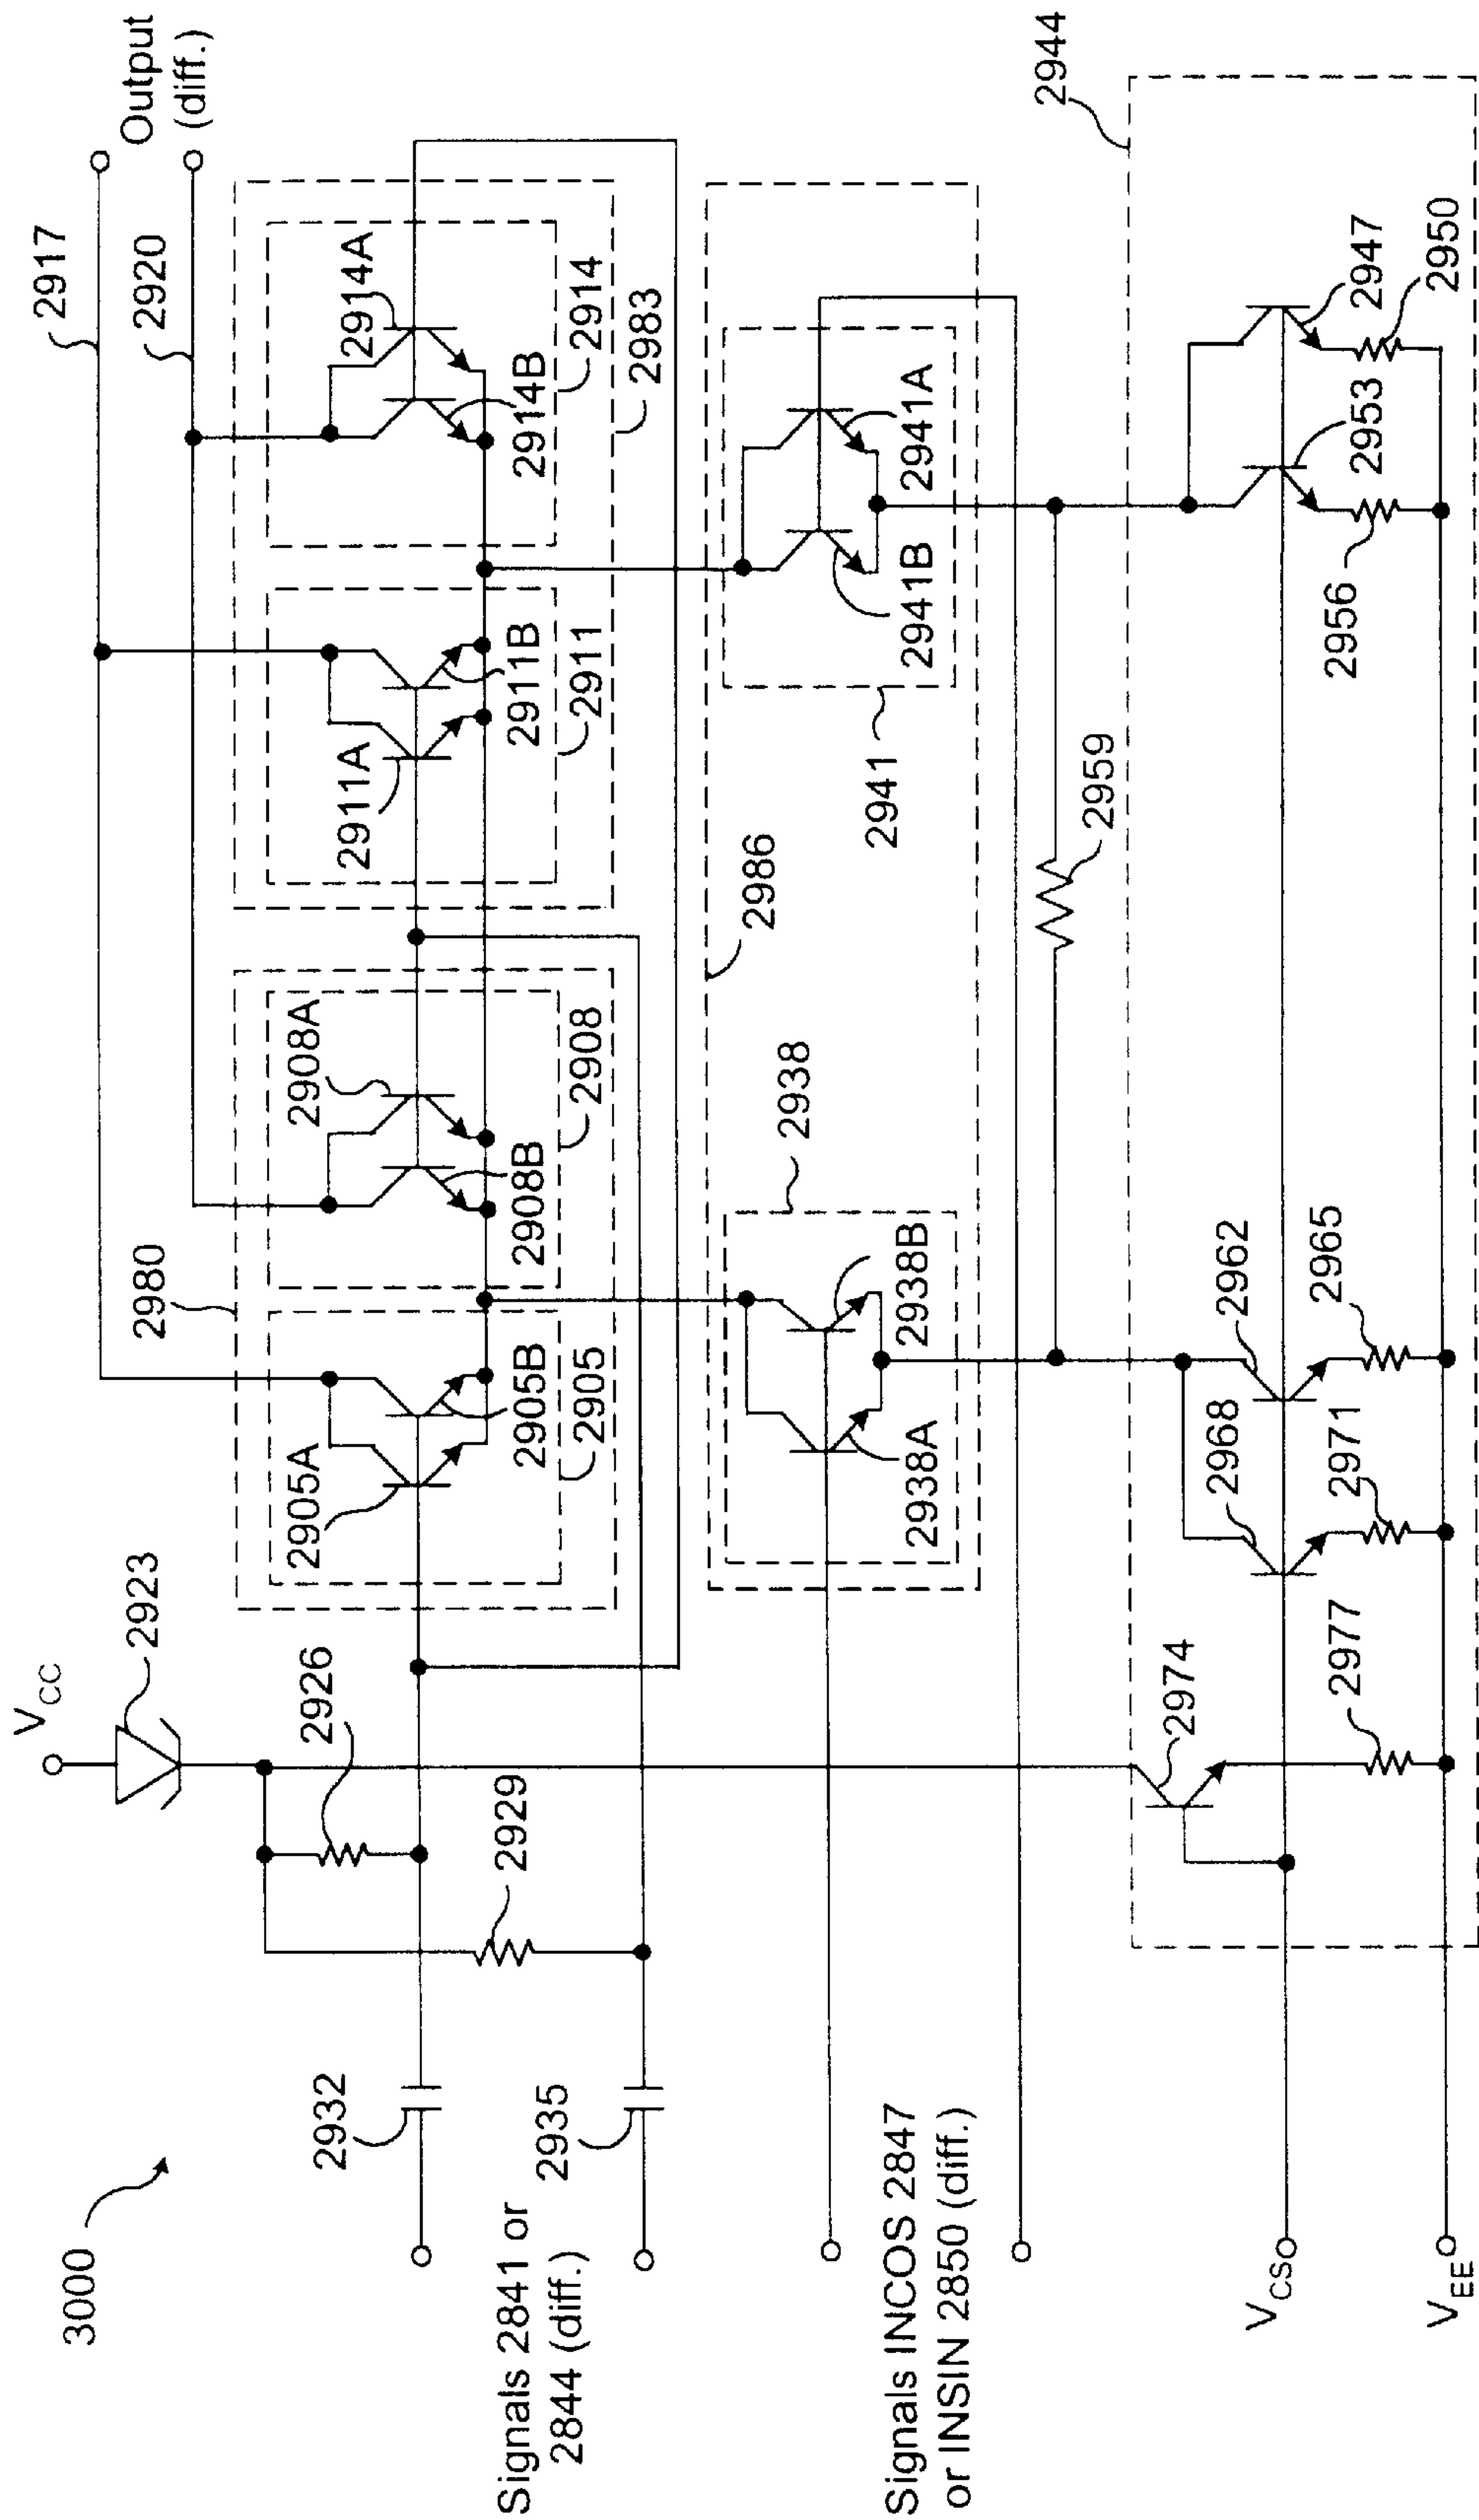 3000
V_CC
2923
2926
2929
2932
2935
Signals 2841 or
2844 (diff.)
Signals INCOS 2847
or INSIN 2850 (diff.)
V_CS
V_EE
2917
2920
Output
(diff.)
2980
2905A
2905B
2905
2908A
2908B
2908
2911A
2911B
2911
2914A
2914B
2914
2983
2986
2938
2938A
2938B
2941
2941A
2941B
2959
2944
2974
2977
2968
2971
2962
2965
2956
2953
2947
2950